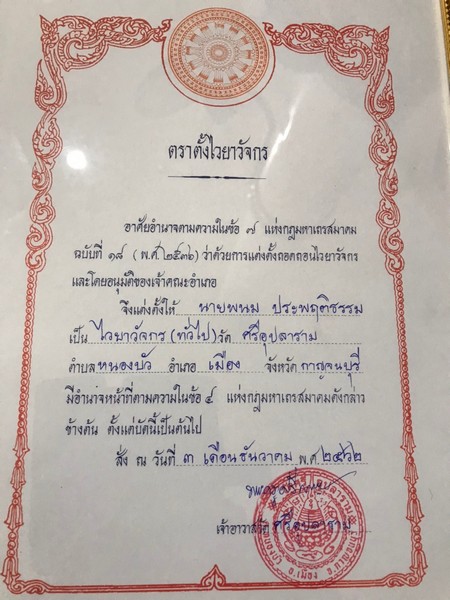 ตราตั้งไวยาวัจกร
อาศัยอำนาจตามความในข้อ ๗ แห่งกฎมหาเถรสมาคม
ฉบับที่ ๑๘ (พ.ศ. ๒๕๓๖) ว่าด้วยการแต่งตั้งถอดถอนไวยาวัจกร
และโดยอนุมัติของเจ้าคณะอำเภอ
จึงแต่งตั้งให้ นายพนม ประพฤติธรรม
เป็น ไวยาวัจกร (ทั่วไป) วัด ศรีอุปลาราม
ตำบล หนองบัว อำเภอ เมือง จังหวัด กาญจนบุรี
มีอำนาจหน้าที่ตามความในข้อ ๔ แห่งกฎมหาเถรสมาคมดังกล่าว
ข้างต้น ตั้งแต่บัดนี้เป็นต้นไป
สั่ง ณ วันที่ ๓ เดือนธันวาคม พ.ศ. ๒๕๖๒
เจ้าอาวาสวัด ศรีอุปลาราม
อ.เมือง